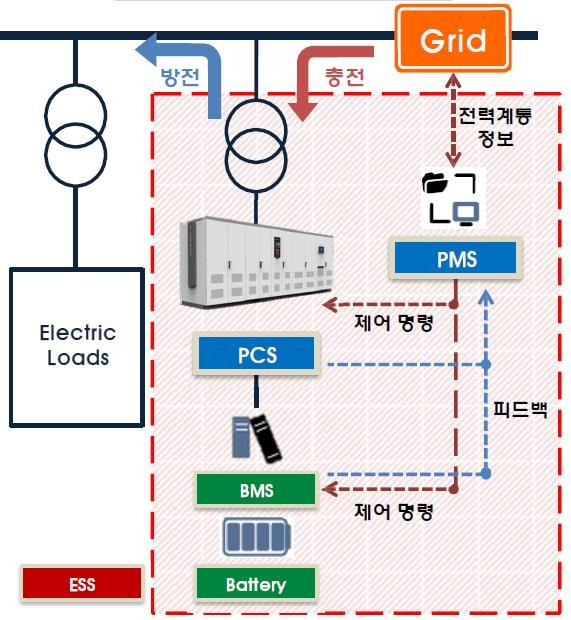 Grid
방전
충전
전력계통
정보
PMS
제어 명령
Electric
Loads
PCS
피드백
BMS
제어 명령
ESS
Battery